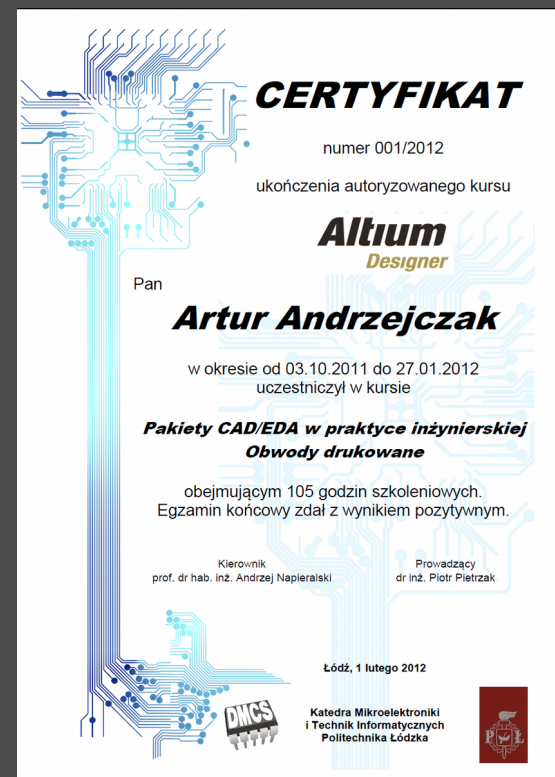 CERTYFIKAT
numer 001/2012
ukończenia autoryzowanego kursu
Altium
Designer
Pan
Artur Andrzejczak
w okresie od 03.10.2011 do 27.01.2012
uczestniczył w kursie
Pakiety CAD/EDA w praktyce inżynierskiej
Obwody drukowane
obejmującym 105 godzin szkoleniowych.
Egzamin końcowy zdał z wynikiem pozytywnym.
Kierownik
prof. dr hab. inż. Andrzej Napieralski
Prowadzący
dr inż. Piotr Pietrzak
Łódź, 1 lutego 2012
DMCS
Katedra Mikroelektroniki
i Technik Informatycznych
Politechnika Łódzka
P Ł